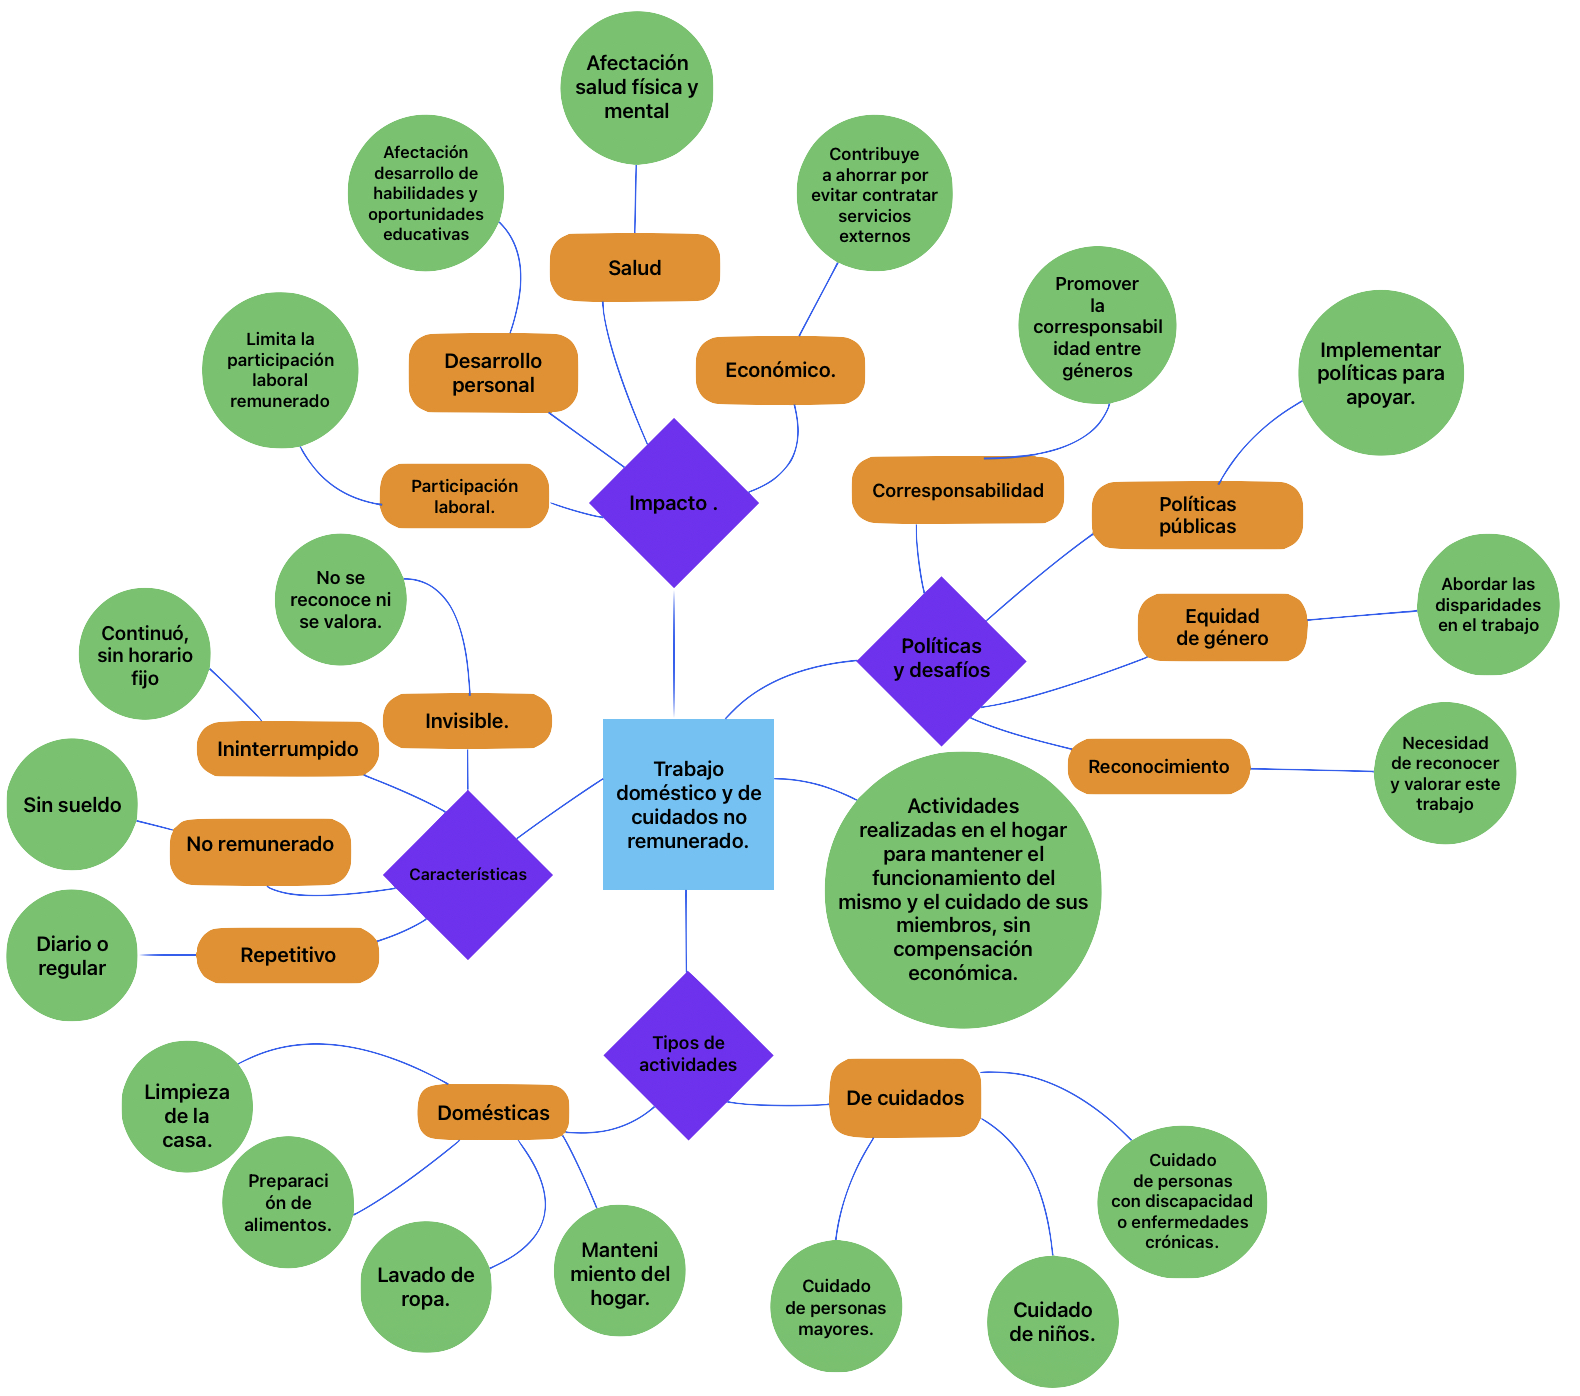 Afectación
salud física y
mental
Afectación
desarrollo de
habilidades y
oportunidades
educativas
Contribuye
a ahorrar por
evitar contratar
servicios
externos
Salud
Limita la
participación
laboral
remunerado
Desarrollo
personal
Económico.
Participación
laboral.
Impacto .
Promover
la
corresponsabil
idad entre
géneros
Implementar
políticas para
apoyar.
Corresponsabilidad
Políticas
públicas
Equidad
de género
Abordar las
disparidades
en el trabajo
Políticas
y desafíos
Reconocimiento
Necesidad
de reconocer
y valorar este
trabajo
No se
reconoce ni
se valora.
Continuó,
sin horario
fijo
Invisible.
Ininterrumpido
Sin sueldo
No remunerado
Características
Diario o
regular
Repetitivo
Trabajo
doméstico y de
cuidados no
remunerado.
Actividades
realizadas en el hogar
para mantener el
funcionamiento del
mismo y el cuidado de sus
miembros, sin
compensación
económica.
Tipos de
actividades
Domésticas
De cuidados
Limpieza
de la
casa.
Preparaci
ón de
alimentos.
Lavado de
ropa.
Manteni
miento del
hogar.
Cuidado
de personas
mayores.
Cuidado
de niños.
Cuidado
de personas
con discapacidad
o enfermedades
crónicas.